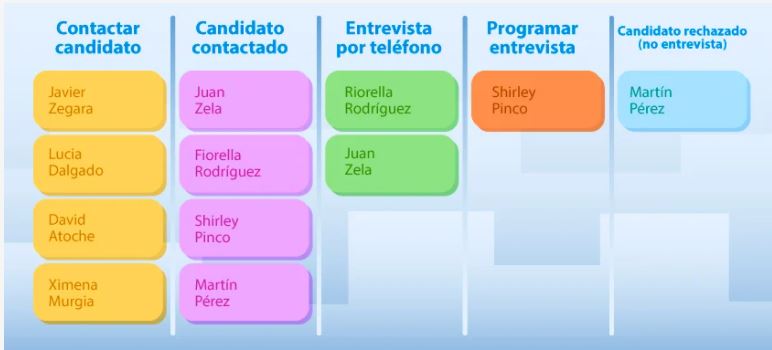 Contactar
candidato
Javier
Zegara
Lucia
Dalgado
David
Atoche
Ximena
Murgia
Candidato
contactado
Juan
Zela
Fiorella
Rodríguez
Shirley
Pinco
Martín
Pérez
Entrevista
por teléfono
Riorella
Rodríguez
Juan
Zela
Programar
entrevista
Shirley
Pinco
Candidato rechazado
(no entrevista)
Martín
Pérez